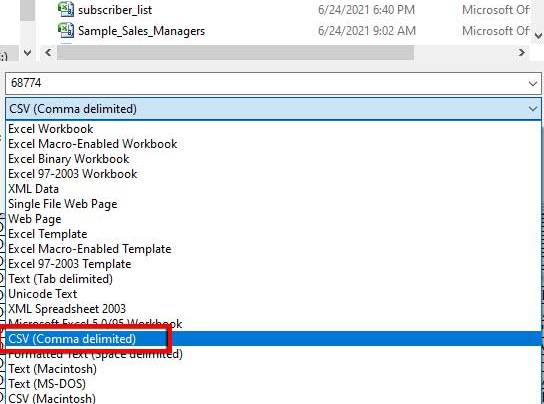 subscriber_list 6/24/2021 6:40 PM Microsoft Of
Sample_Sales_Managers 6/24/2021 9:02 AM Microsoft Of
68774
CSV (Comma delimited)
Excel Workbook
Excel Macro-Enabled Workbook
Excel Binary Workbook
Excel 97-2003 Workbook
XML Data
Single File Web Page
Web Page
Excel Template
Excel Macro-Enabled Template
Excel 97-2003 Template
Text (Tab delimited)
Unicode Text
XML Spreadsheet 2003
Microsoft Excel 5.0/95 Workbook
CSV (Comma delimited)
Formatted Text (Space delimited)
Text (Macintosh)
Text (MS-DOS)
CSV (Macintosh)